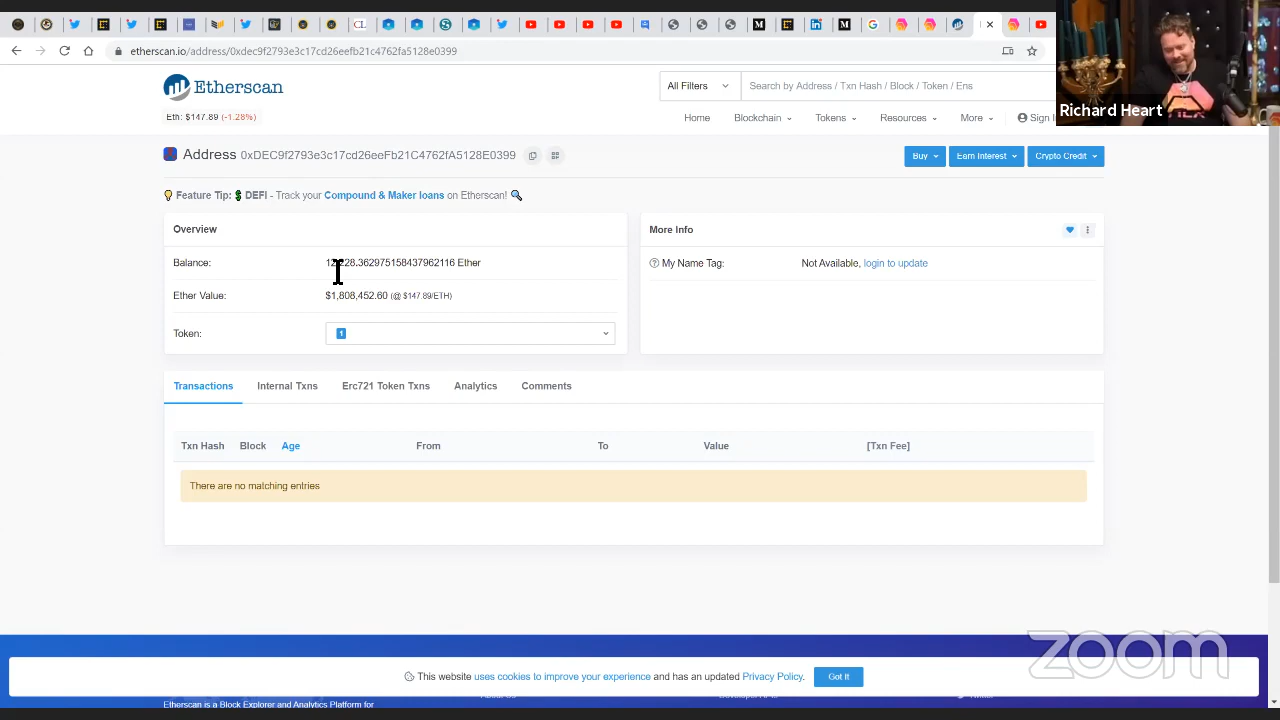 etherscan.io/address/0xdec9f2793e3c17cd26eefb21c4762fa5128e0399
Richard Heart
Etherscan
All Filters
Search by Address / Txn Hash / Block / Token / Ens
Eth: $147.89 (-1.28%)
Home
Blockchain
Tokens
Resources
More
Sign
Address 0xDEC9f2793e3c17cd26eeFb21C4762fA5128E0399
Buy
Earn Interest
Crypto Credit
Feature Tip: DEFI - Track your Compound & Maker loans on Etherscan!
Overview
More Info
Balance:
Ether
My Name Tag:
Not Available, login to update
Ether Value:
$1,808,452.60 (@ $147.89/ETH)
Token:
1
Transactions
Internal Txns
Erc721 Token Txns
Analytics
Comments
Txn Hash
Block
Age
From
To
Value
[Txn Fee]
There are no matching entries
zoom
This website uses cookies to improve your experience and has an updated Privacy Policy.
Got It
Etherscan is a Block Explorer and Analytics Platform for